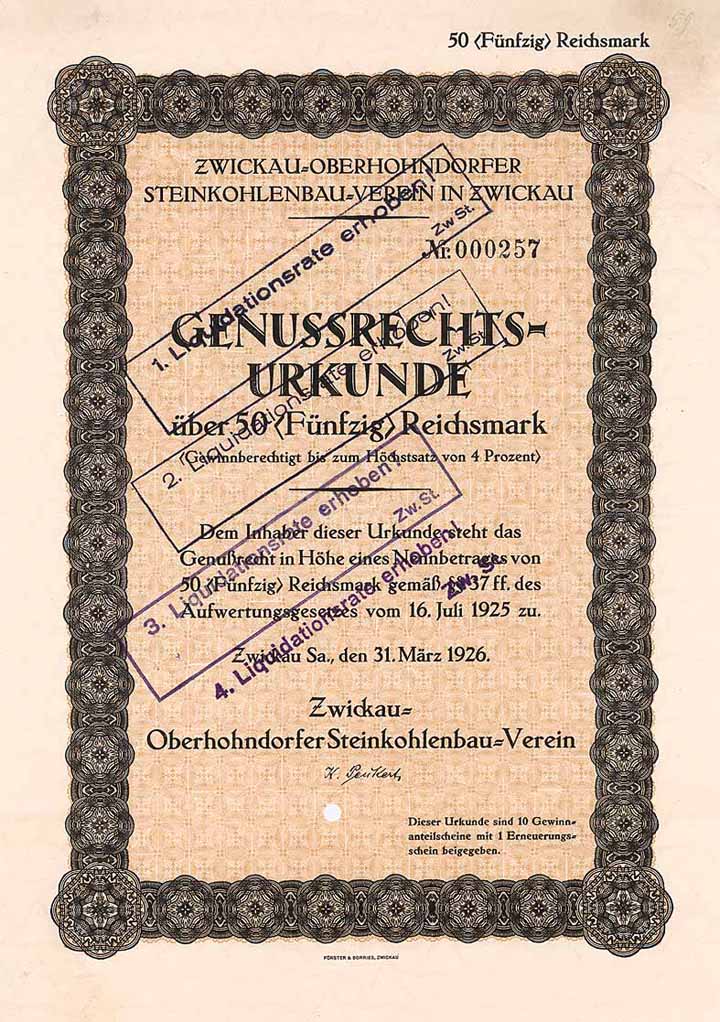 59
50 (Fünfzig) Reichsmark
ZWICKAU=OBERHOHNDORFER
STEINKOHLENBAU=VEREIN IN ZWICKAU
Nr. 000257
GENUSSRECHTS=
URKUNDE
über 50 (Fünfzig) Reichsmark
(Gewinnberechtigt bis zum Höchstsatz von 4 Prozent)
Dem Inhaber dieser Urkunde steht das
Genußrecht in Höhe eines Nennbetrages von
50 (Fünfzig) Reichsmark gemäß §§ 37 ff. des
Aufwertungsgesetzes vom 16. Juli 1925 zu.
Zwickau Sa., den 31. März 1926.
Zwickau=
Oberhohndorfer Steinkohlenbau=Verein
K. Peukert
Dieser Urkunde sind 10 Gewinn=
anteilscheine mit 1 Erneuerungs=
schein beigegeben.
FÖRSTER & BORRIES, ZWICKAU
1. Liquidationsrate erhoben!
Zw. St.
2. Liquidationsrate erhoben!
Zw. St.
3. Liquidationsrate erhoben!
Zw. St.
4. Liquidationsrate erhoben!
Zw. St.